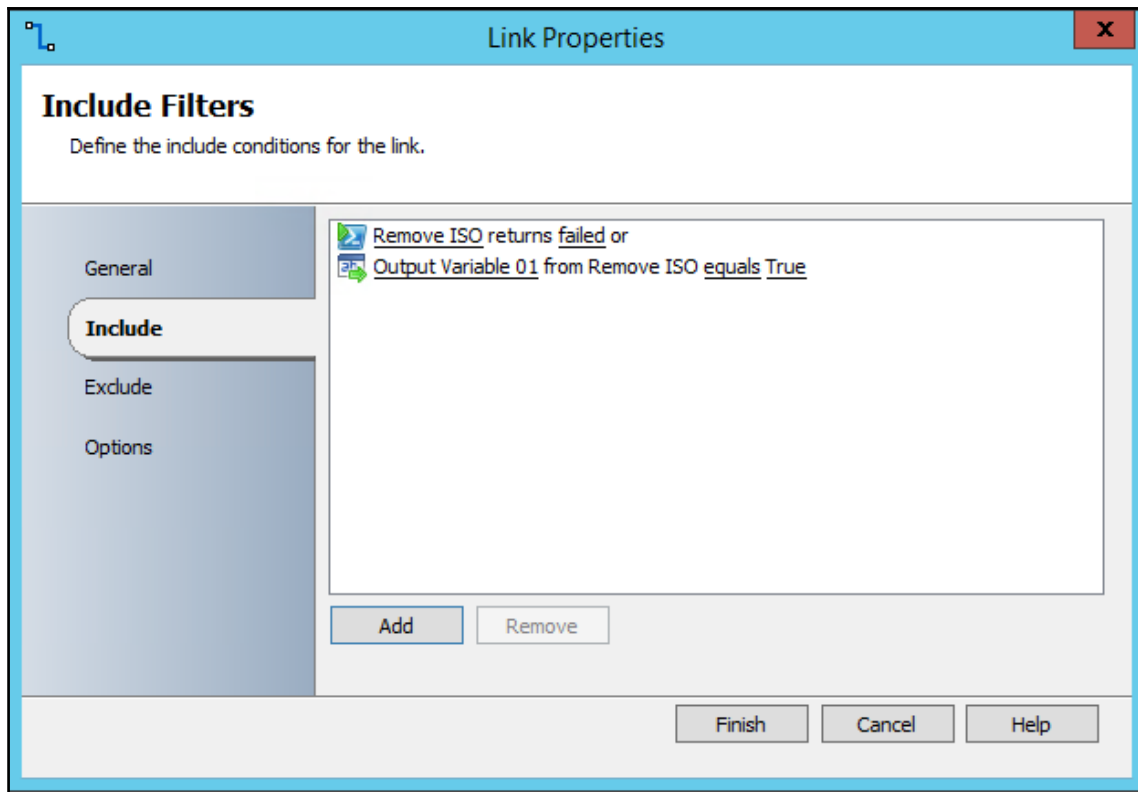 Link Properties
x
Include Filters
Define the include conditions for the link.
General
Include
Exclude
Options
Remove ISO returns failed or
Output Variable 01 from Remove ISO equals True
Add
Remove
Finish
Cancel
Help